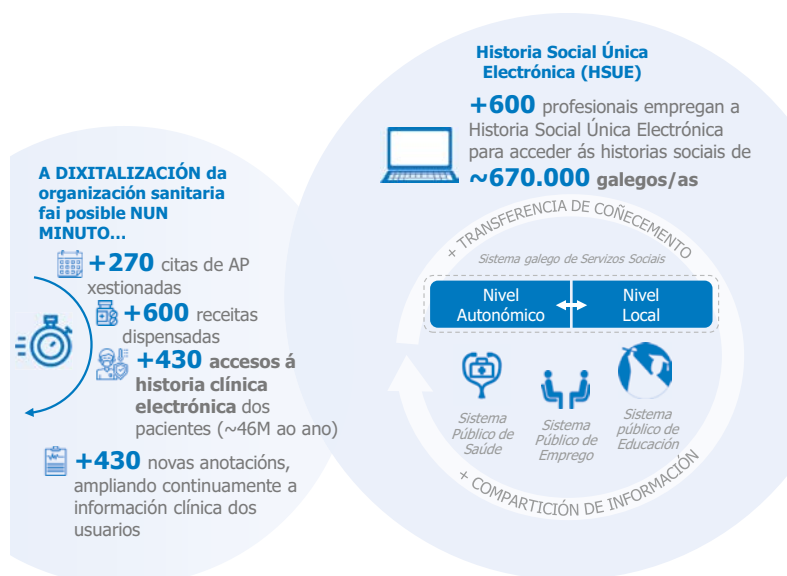 Historia Social Única
Electrónica (HSUE)
+600 profesionais empregan a
Historia Social Única Electrónica
para acceder ás historias sociais de
~670.000 galegos/as
A DIXITALIZACIÓN da
organización sanitaria
fai posible NUN
MINUTO...
+270 citas de AP
xestionadas
+600 receitas
dispensadas
+430 accesos á
historia clínica
electrónica dos
pacientes (~46M ao ano)
+430 novas anotacións,
ampliando continuamente a
información clínica dos
usuarios
+ TRANSFERENCIA DE COÑECEMENTO
Sistema galego de Servizos Sociais
Nivel
Autonómico
Nivel
Local
Sistema
Público de
Saúde
Sistema
Público de
Emprego
Sistema
público de
Educación
+ COMPARTICIÓN DE INFORMACIÓN